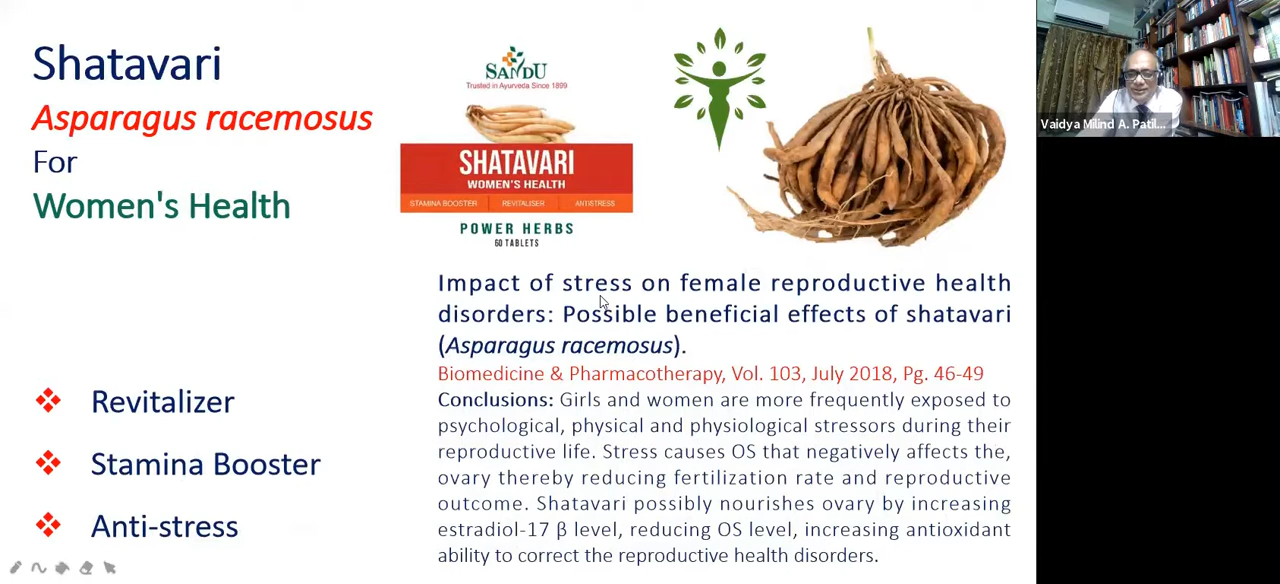 Shatavari
Asparagus racemosus
For
Women's Health
Revitalizer
Stamina Booster
Anti-stress
SANDU
Trusted in Ayurveda Since 1899
SHATAVARI
WOMEN'S HEALTH
STAMINA BOOSTER REVITALISER ANTISTRESS
POWER HERBS
60 TABLETS
Impact of stress on female reproductive health
disorders: Possible beneficial effects of shatavari
(Asparagus racemosus).
Biomedicine & Pharmacotherapy, Vol. 103, July 2018, Pg. 46-49
Conclusions: Girls and women are more frequently exposed to
psychological, physical and physiological stressors during their
reproductive life. Stress causes OS that negatively affects the,
ovary thereby reducing fertilization rate and reproductive
outcome. Shatavari possibly nourishes ovary by increasing
estradiol-17 β level, reducing OS level, increasing antioxidant
ability to correct the reproductive health disorders.
Vaidya Milind A. Patil...